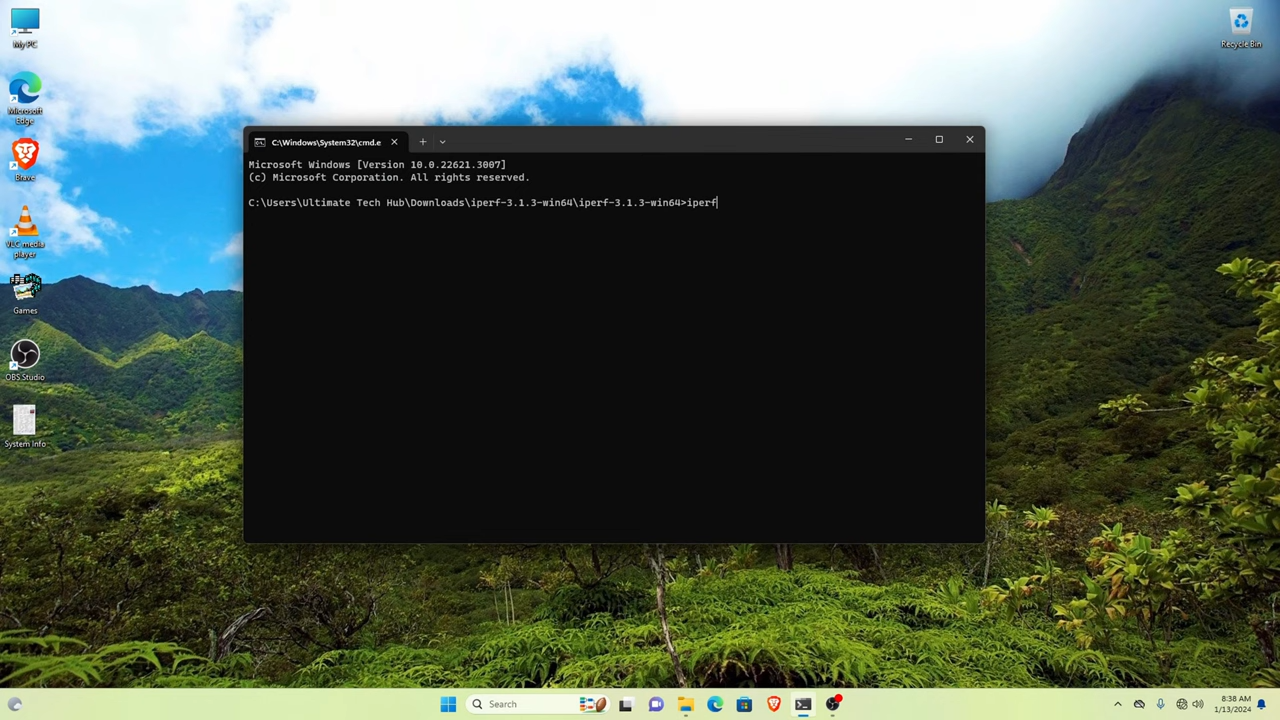 My PC
Microsoft Edge
Brave
VLC media player
Games
OBS Studio
System Info
Recycle Bin
C:\Windows\System32\cmd.e
Microsoft Windows [Version 10.0.22621.3007]
(c) Microsoft Corporation. All rights reserved.
C:\Users\Ultimate Tech Hub\Downloads\iperf-3.1.3-win64\iperf-3.1.3-win64>iperf
Search
8:38 AM
1/13/2024